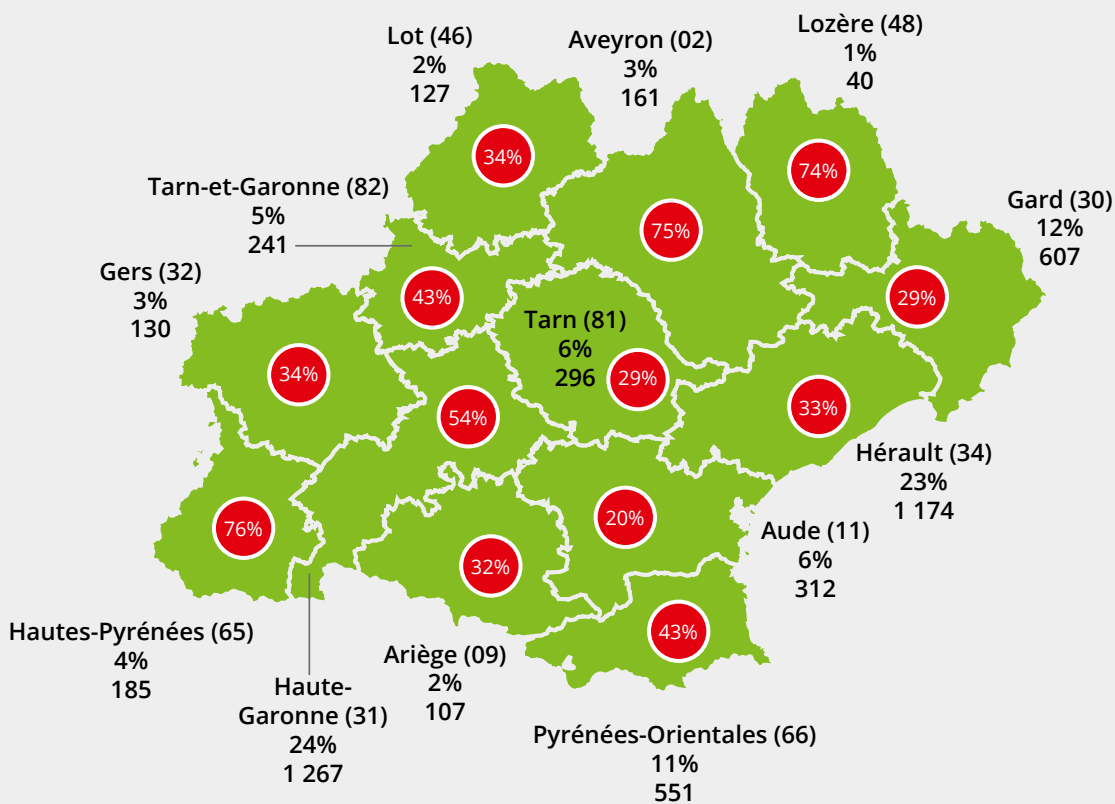 Lot (46)
2%
127
Aveyron (02)
3%
161
Lozère (48)
1%
40
34%
74%
Tarn-et-Garonne (82)
5%
241
75%
Gard (30)
12%
607
Gers (32)
3%
130
43%
29%
Tarn (81)
6%
296
34%
29%
54%
33%
Hérault (34)
23%
1 174
76%
20%
Aude (11)
6%
312
32%
43%
Hautes-Pyrénées (65)
4%
185
Ariège (09)
2%
107
Haute-
Garonne (31)
24%
1 267
Pyrénées-Orientales (66)
11%
551